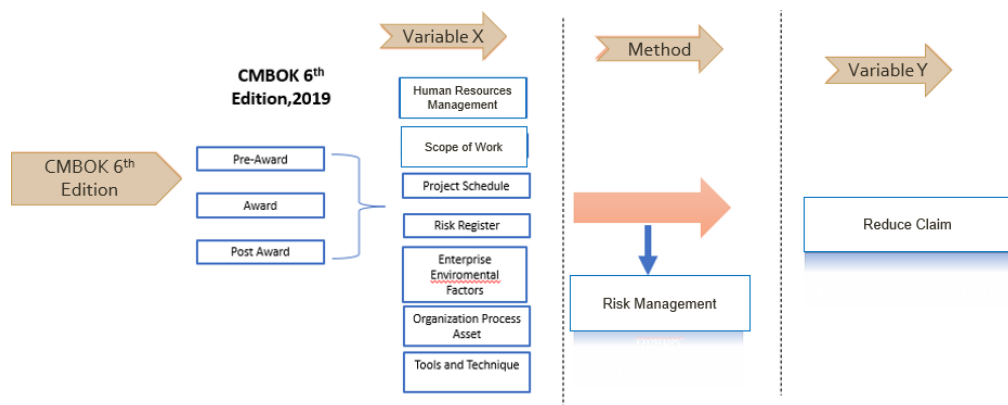 Variable X
Method
Variable Y
CMBOK 6th
Edition,2019
CMBOK 6th
Edition
Pre-Award
Award
Post Award
Human Resources
Management
Scope of Work
Project Schedule
Risk Register
Enterprise
Enviromental
Factors
Organization Process
Asset
Tools and Technique
Risk Management
Reduce Claim